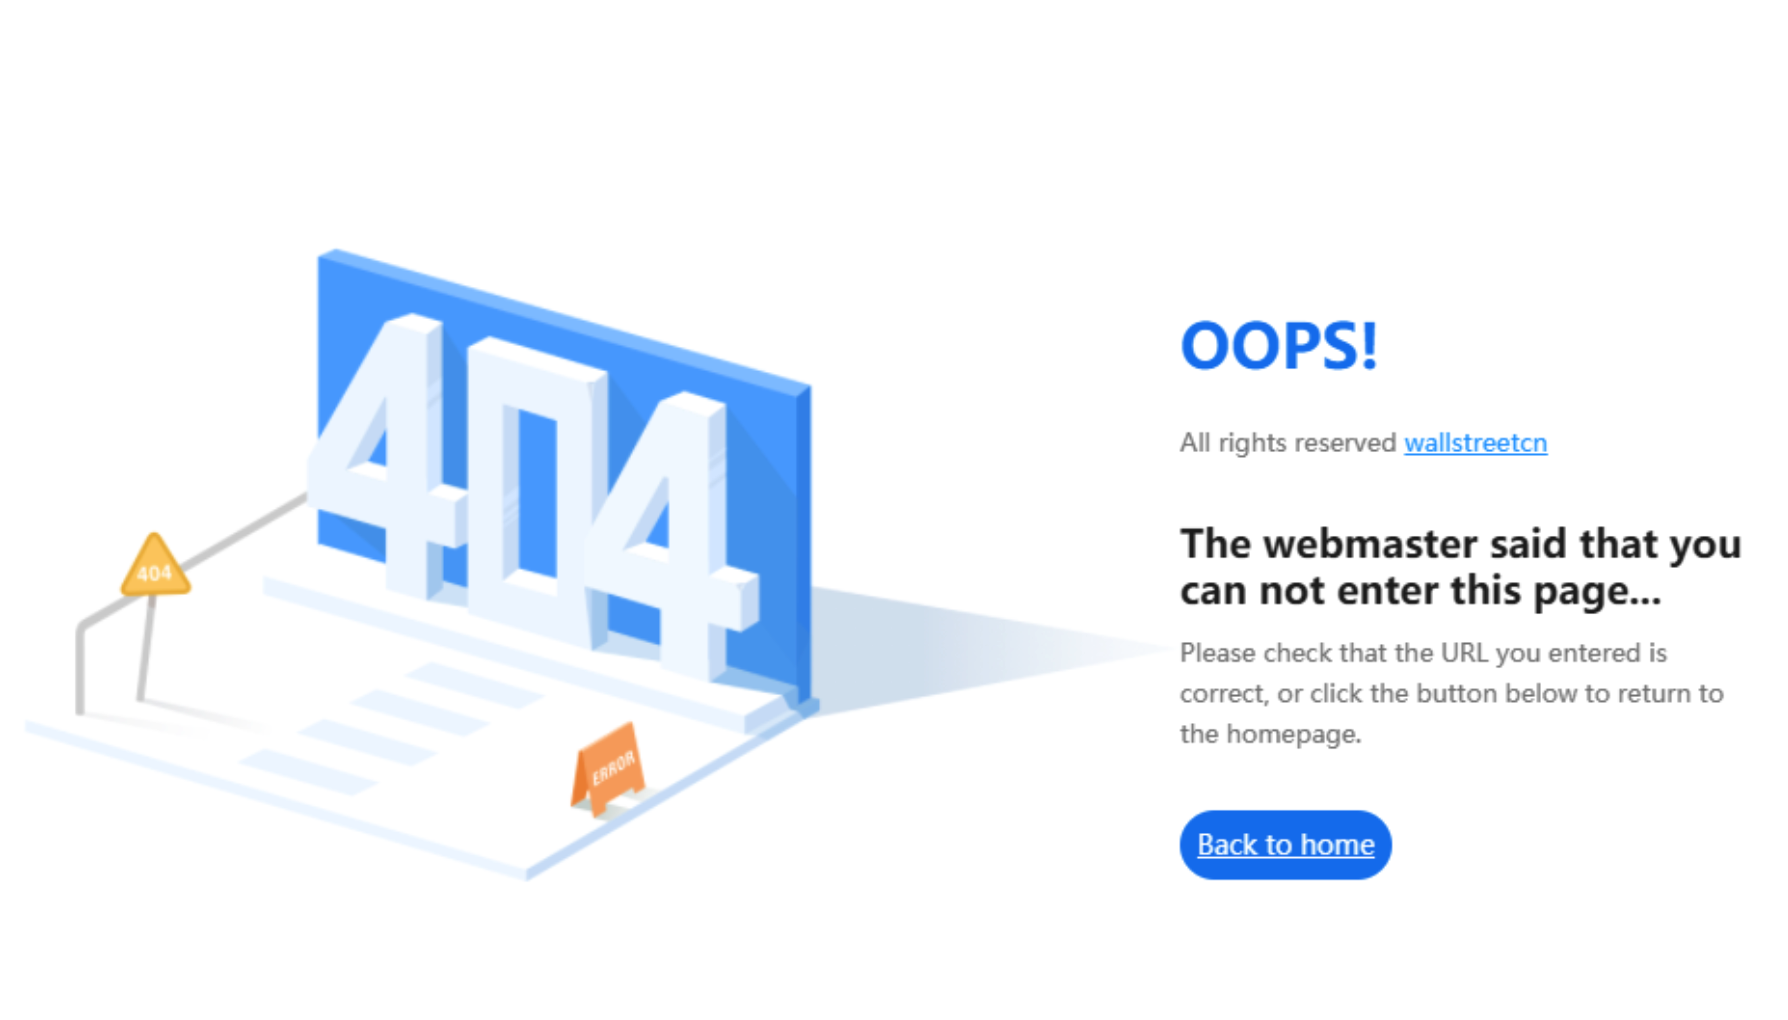 404
404
ERROR
OOPS!
All rights reserved wallstreetcn
The webmaster said that you
can not enter this page...
Please check that the URL you entered is
correct, or click the button below to return to
the homepage.
Back to home